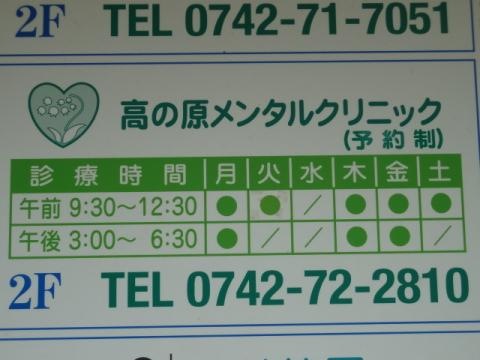 2F TEL 0742-71-7051
高の原メンタルクリニック
(予約制)
診療時間 月 火 水 木 金 土
午前 9:30〜12:30 ● ● ／ ● ● ●
午後 3:00〜 6:30 ● ／ ／ ● ● ／
2F TEL 0742-72-2810